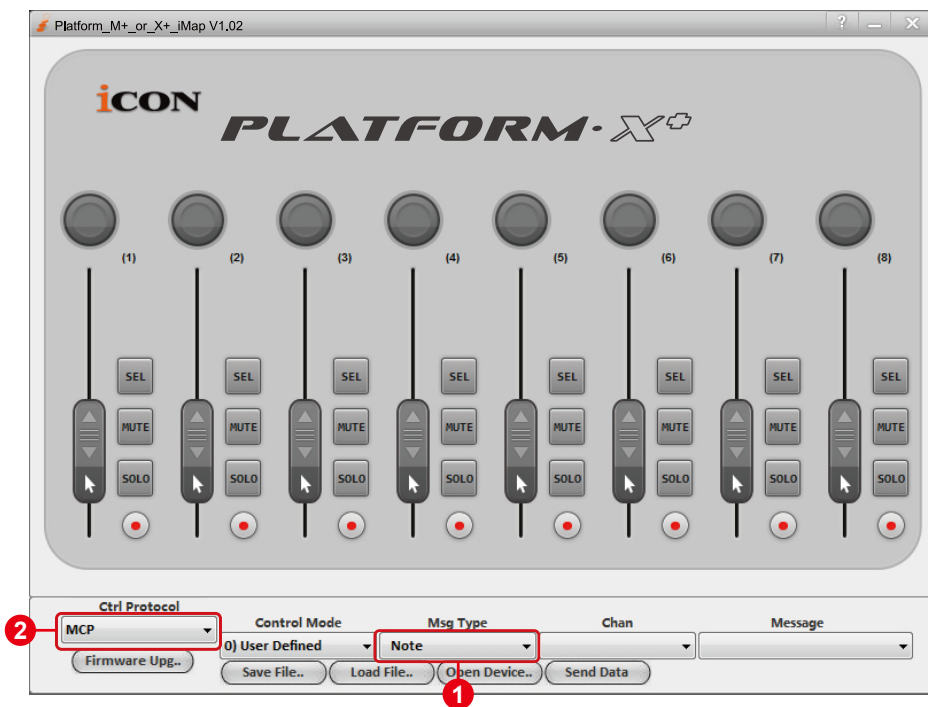 Platform_M+_or_X+_iMap V1.02
? _ X
iCON
PLATFORM·X+
(1) (2) (3) (4) (5) (6) (7) (8)
SEL SEL SEL SEL SEL SEL SEL SEL
MUTE MUTE MUTE MUTE MUTE MUTE MUTE MUTE
SOLO SOLO SOLO SOLO SOLO SOLO SOLO SOLO
Ctrl Protocol
Control Mode Msg Type Chan Message
2 MCP
0) User Defined Note
Firmware Upg..
Save File.. Load File.. Open Device.. Send Data
1